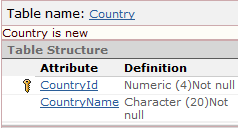 Table name: Country
Country is new
Table Structure
Attribute Definition
CountryId Numeric (4)Not null
CountryName Character (20)Not
null